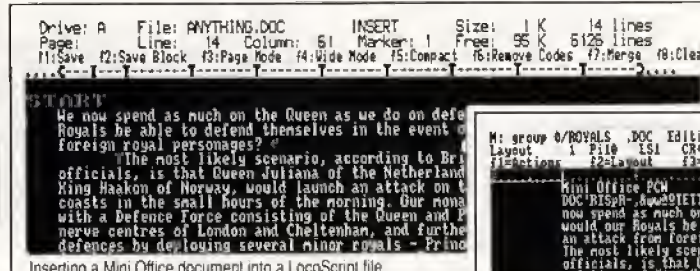 Drive: A File: ANYTHING.DOC INSERT Size: 1 K 14 lines
Page: Line: 14 Column: 61 Marker: 1 Free: 95 K 6126 lines
f1:Save f2:Save Block f3:Page Mode f4:Wide Mode f5:Compact f6:Remove Codes f7:Merge f8:Clea
START
We now spend as much on the Queen as we do on defe
Royals be able to defend themselves in the event o
foreign royal personages?
The most likely scenario, according to Bri
officials, is that Queen Juliana of the Netherland
King Haakon of Norway, would launch an attack on t
coasts in the small hours of the morning. Our mona
with a Defence Force consisting of the Queen and P
nerve centres of London and Cheltenham, and furthe
defences by deploying several minor royals - Princ
M: group 0/ROYALS .DOC Editi
Layout 1 Pi10 LS1 CR
f1=Actions f2=Layout f3
Mini Office PCW
now spend as much
would our Royals be
an attack from fore
The most likely sce
officials, is that
Inserting a Mini Office document into a LocoScript file